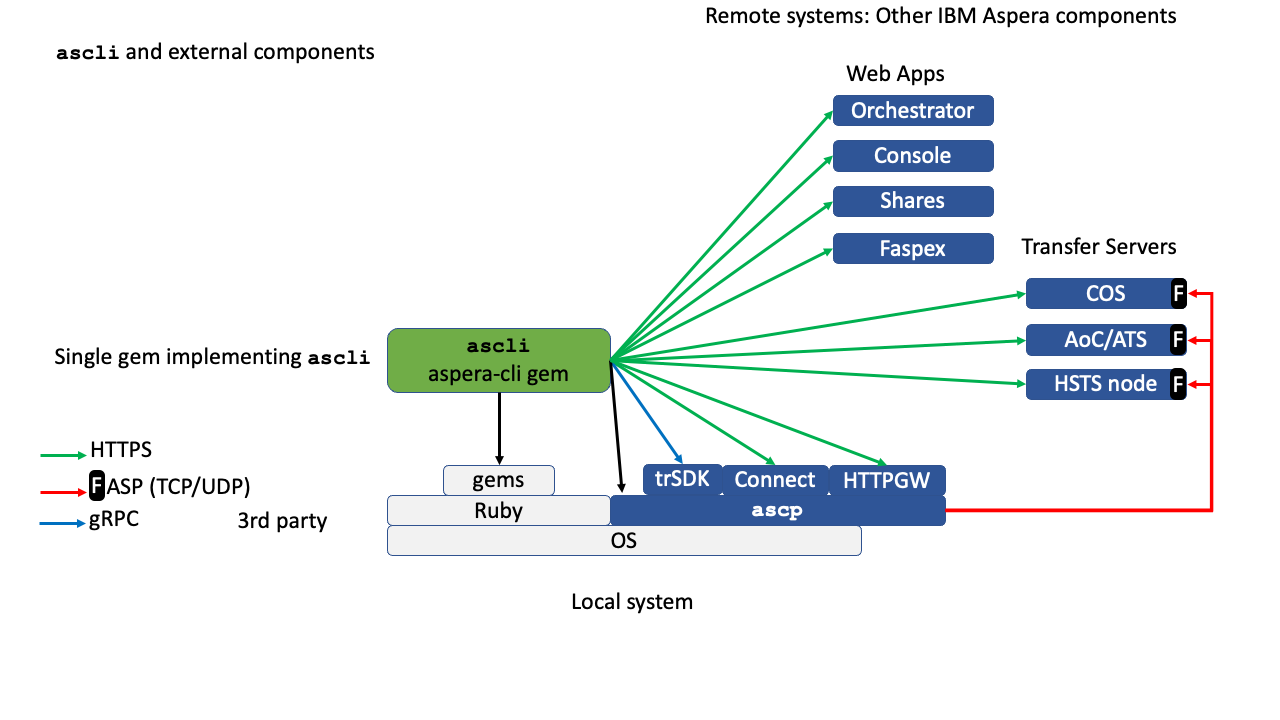 Remote systems: Other IBM Aspera components
ascli and external components
Web Apps
Orchestrator
Console
Shares
Faspex
Transfer Servers
COS F
AoC/ATS F
HSTS node F
Single gem implementing ascli
ascli
aspera-cli gem
HTTPS
FASP (TCP/UDP)
gRPC
3rd party
gems
trSDK
Connect
HTTPGW
Ruby
ascp
OS
Local system